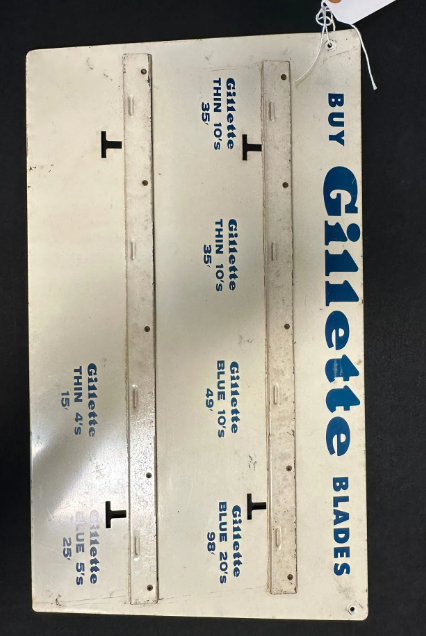 BUY Gillette BLADES
Gillette
THIN 10's
35'
Gillette
THIN 10's
35'
Gillette
BLUE 10's
49'
Gillette
BLUE 20's
98'
Gillette
THIN 4's
15'
Gillette
BLUE 5's
25'